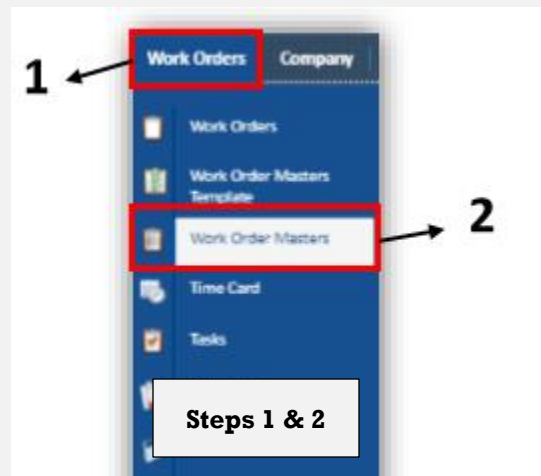 1
Work Orders
Company
Work Orders
Work Order Masters
Template
Work Order Masters
2
Time Card
Tasks
Steps 1 & 2